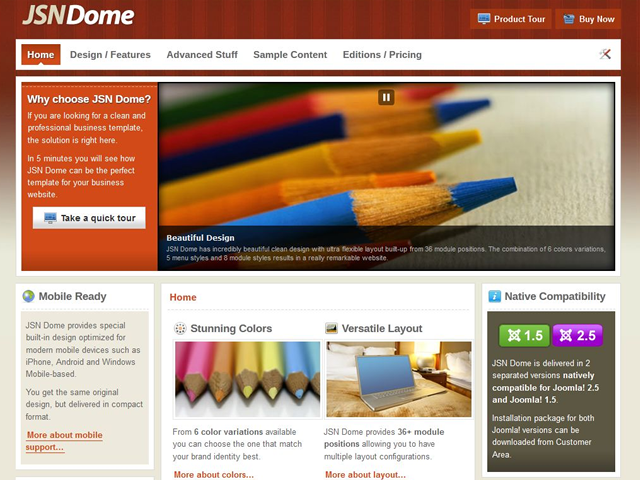 JSN Dome
Product Tour
Buy Now
Home
Design / Features
Advanced Stuff
Sample Content
Editions / Pricing
Why choose JSN Dome?
If you are looking for a clean and
professional business template,
the solution is right here.
In 5 minutes you will see how
JSN Dome can be the perfect
template for your business
website.
Take a quick tour
Beautiful Design
JSN Dome has incredibly beautiful clean design with ultra flexible layout built-up from 36 module positions. The combination of 6 colors variations,
5 menu styles and 8 module styles results in a really remarkable website.
Mobile Ready
JSN Dome provides special
built-in design optimized for
modern mobile devices such as
iPhone, Android and Windows
Mobile-based.
You get the same original
design, but delivered in compact
format.
More about mobile
support...
Home
Stunning Colors
From 6 color variations available
you can choose the one that match
your brand identity best.
More about colors...
Versatile Layout
JSN Dome provides 36+ module
positions allowing you to have
multiple layout configurations.
More about layout...
Native Compatibility
1.5
2.5
JSN Dome is delivered in 2
separated versions natively
compatible for Joomla! 2.5
and Joomla! 1.5.
Installation package for both
Joomla! versions can be
downloaded from Customer
Area.